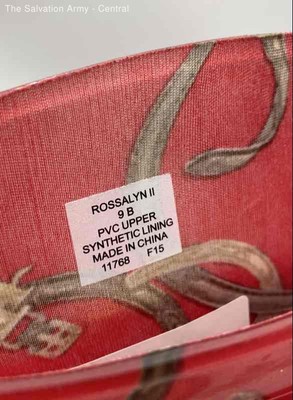 The Salvation Army - Central
ROSSALYN II
9 B
PVC UPPER
SYNTHETIC LINING
MADE IN CHINA
11768 F15